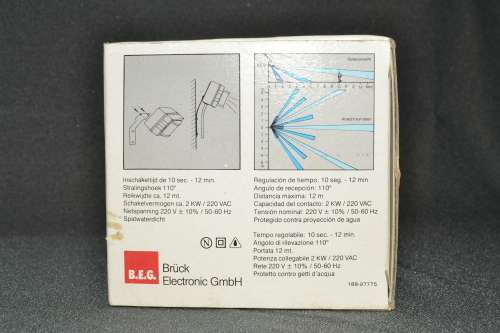 Inschakeltijd de 10 sec. - 12 min.
Stralingshoek 110°
Reikwijdte ca. 12 mt.
Schakelvermogen ca. 2 KW / 220 VAC
Netspanning 220 V ± 10% / 50-60 Hz
Spatwaterdicht
Regulación de tiempo: 10 seg. - 12 min
Angulo de recepción: 110°
Distancia máxima: 12 m
Capacidad del contacto: 2 KW / 220 VAC
Tensión nominal: 220 V ± 10% / 50-60 Hz
Protegido contra proyección de agua
Tempo regolabile: 10 sec. - 12 min
Angolo di rilevazione 110°
Portata 12 mt.
Potenza collegabile 2 KW / 220 VAC
Rete 220 V ± 10% / 50-60 Hz
Protetto contro getti d'acqua
B.E.G.
Brück
Electronic GmbH
188-97775